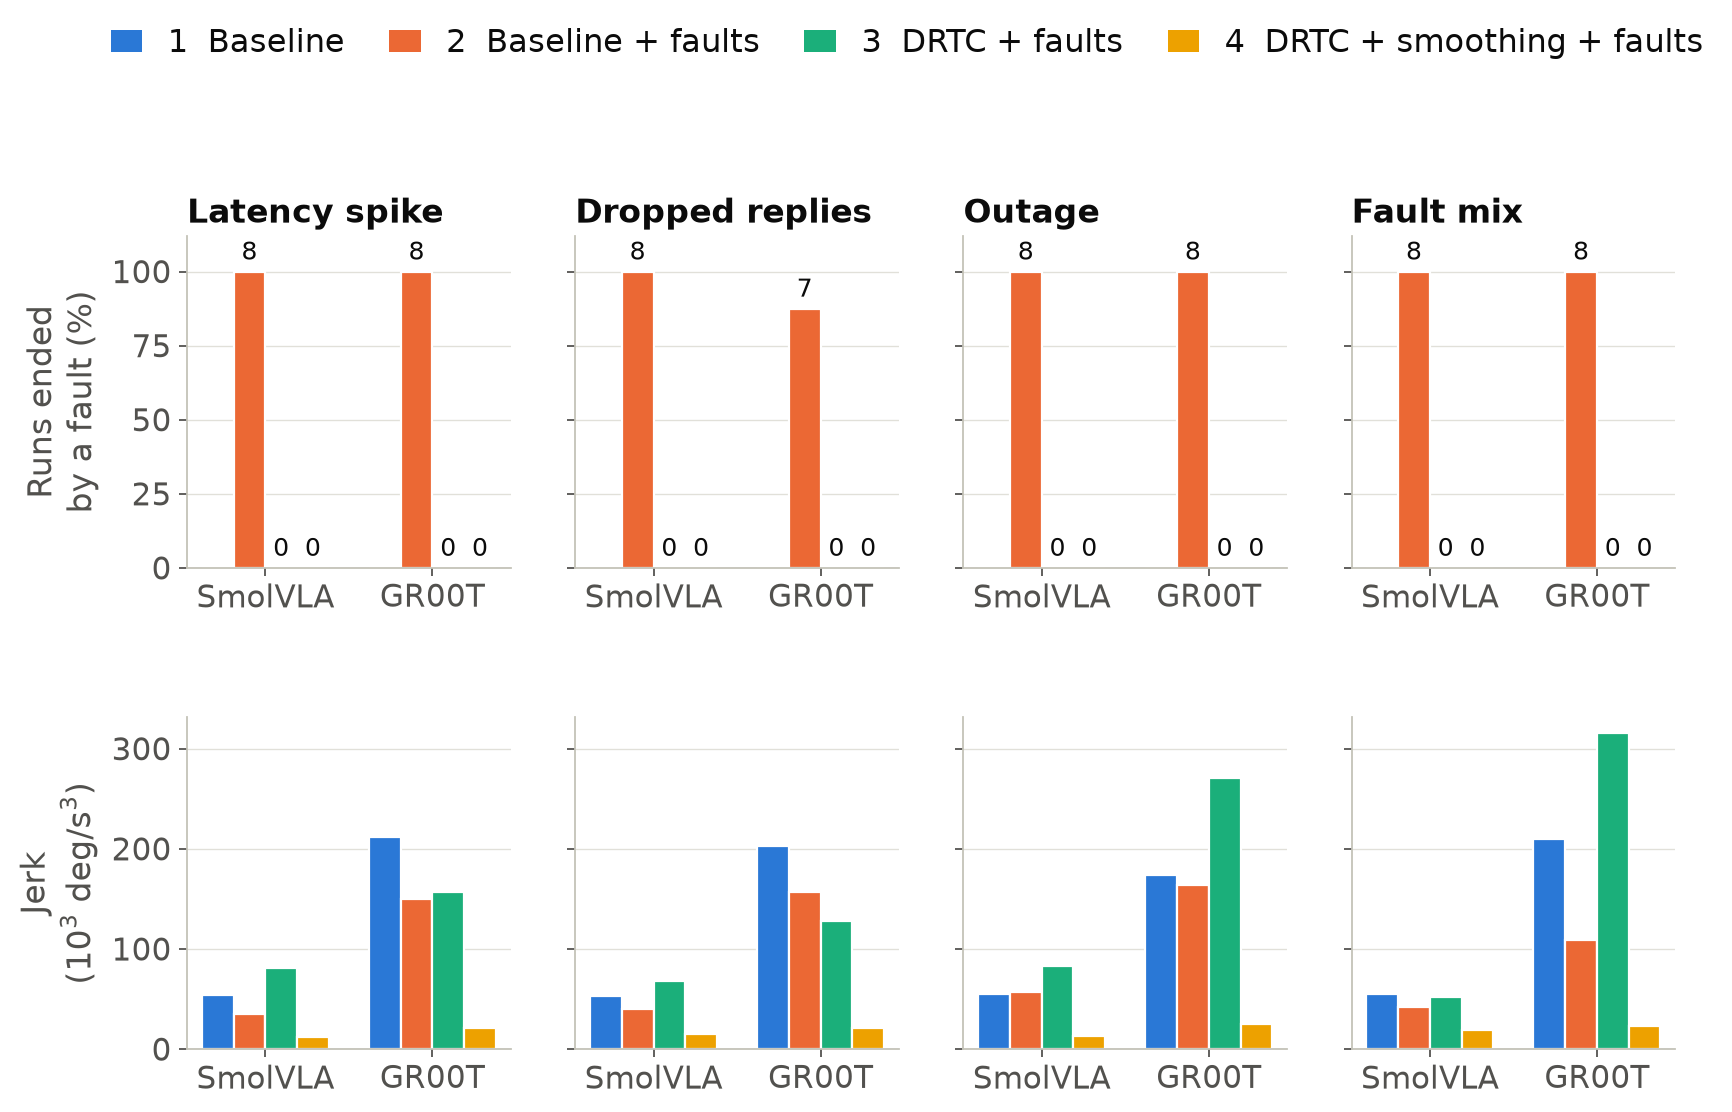 1 Baseline 2 Baseline + faults 3 DRTC + faults 4 DRTC + smoothing + faults
Latency spike Dropped replies Outage Fault mix
Runs ended
by a fault (%)
8 8 8 8 8 8 8
100
7
75
50
25
0 0 0 0 0 0 0 0 0 0 0 0 0 0 0 0
0
SmolVLA GR00T SmolVLA GR00T SmolVLA GR00T SmolVLA GR00T
Jerk
(10³ deg/s³)
300
200
100
0
SmolVLA GR00T SmolVLA GR00T SmolVLA GR00T SmolVLA GR00T